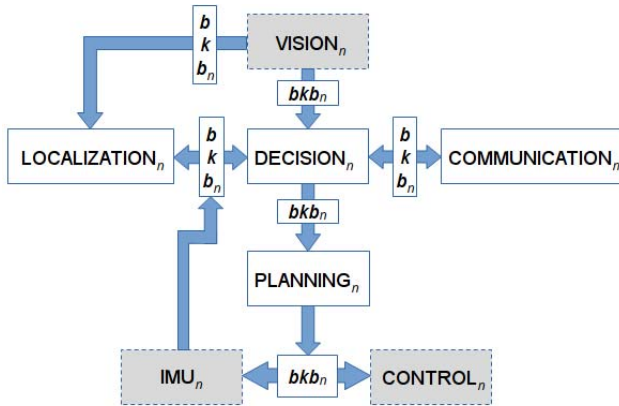 b
k
bn
VISIONn
bkbn
LOCALIZATIONn
b
k
bn
DECISIONn
b
k
bn
COMMUNICATIONn
bkbn
PLANNINGn
IMUn
bkbn
CONTROLn